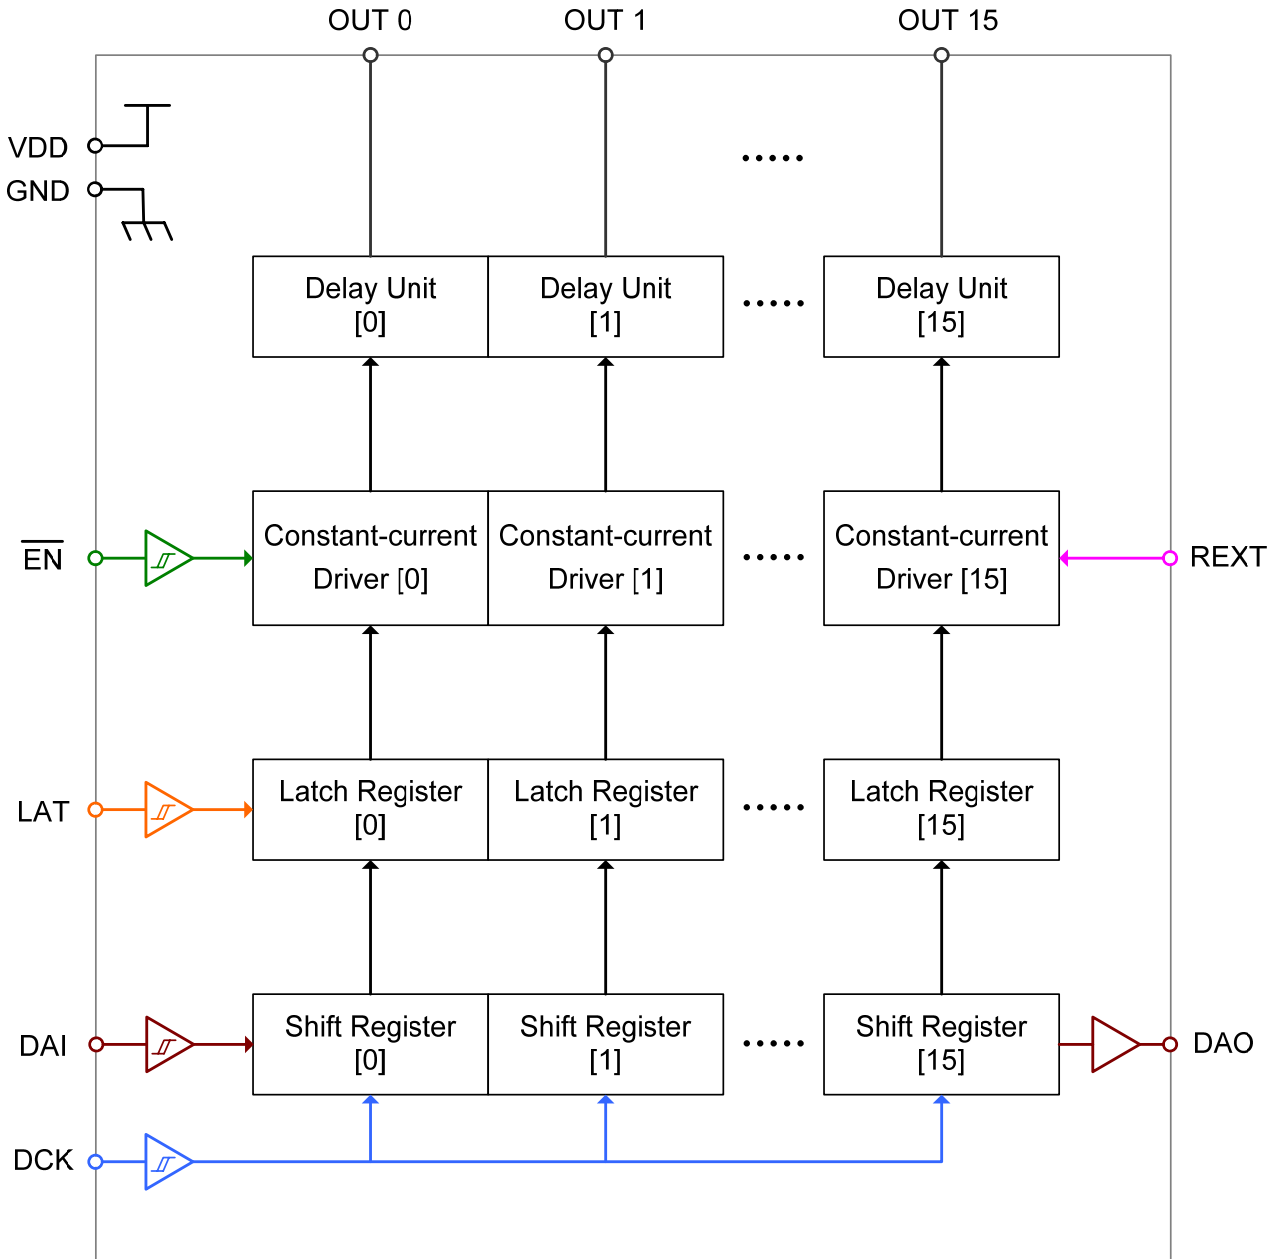 OUT 0
OUT 1
OUT 15
VDD
GND
Delay Unit
[0]
Delay Unit
[1]
Delay Unit
[15]
EN
Constant-current
Driver [0]
Constant-current
Driver [1]
Constant-current
Driver [15]
REXT
LAT
Latch Register
[0]
Latch Register
[1]
Latch Register
[15]
DAI
Shift Register
[0]
Shift Register
[1]
Shift Register
[15]
DAO
DCK